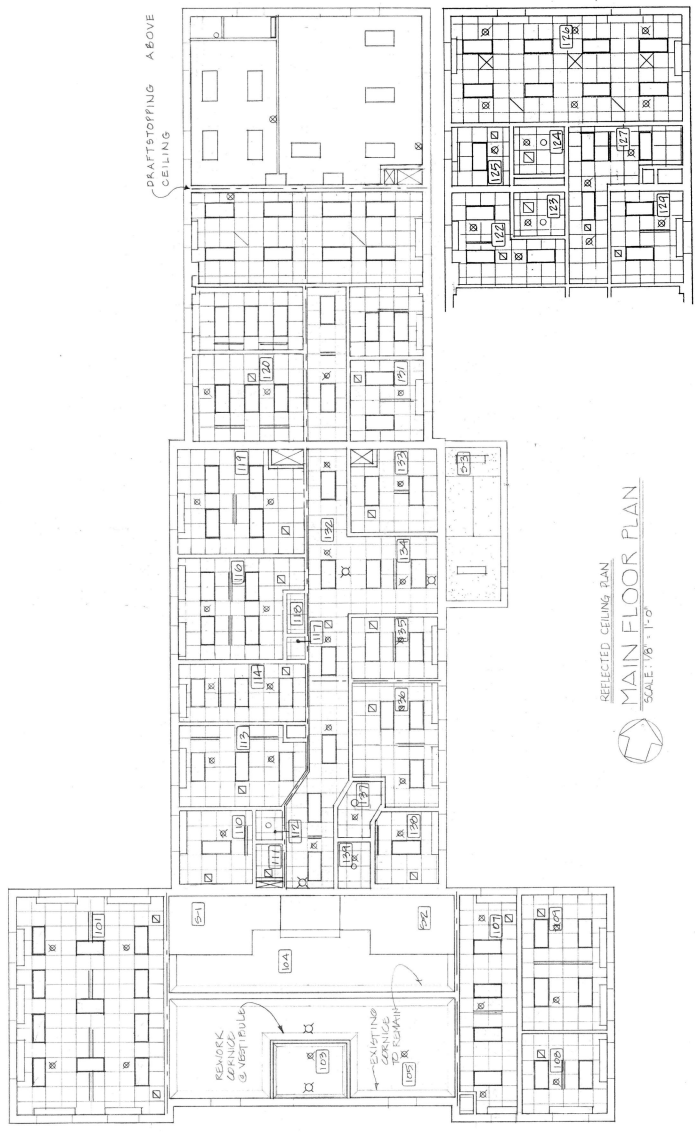 DRAFTSTOPPING ABOVE
CEILING
126
125
124
127
122
123
129
120
131
119
133
S-3
132
116
134
118
117
135
114
136
113
137
110
112
111
139
138
S-1
S-2
101
104
107
109
REWORK
CORNICE
@ VESTIBULE
103
EXISTING
CORNICE
TO REMAIN
105
108
REFLECTED CEILING PLAN
MAIN FLOOR PLAN
SCALE: 1/8" = 1'-0"